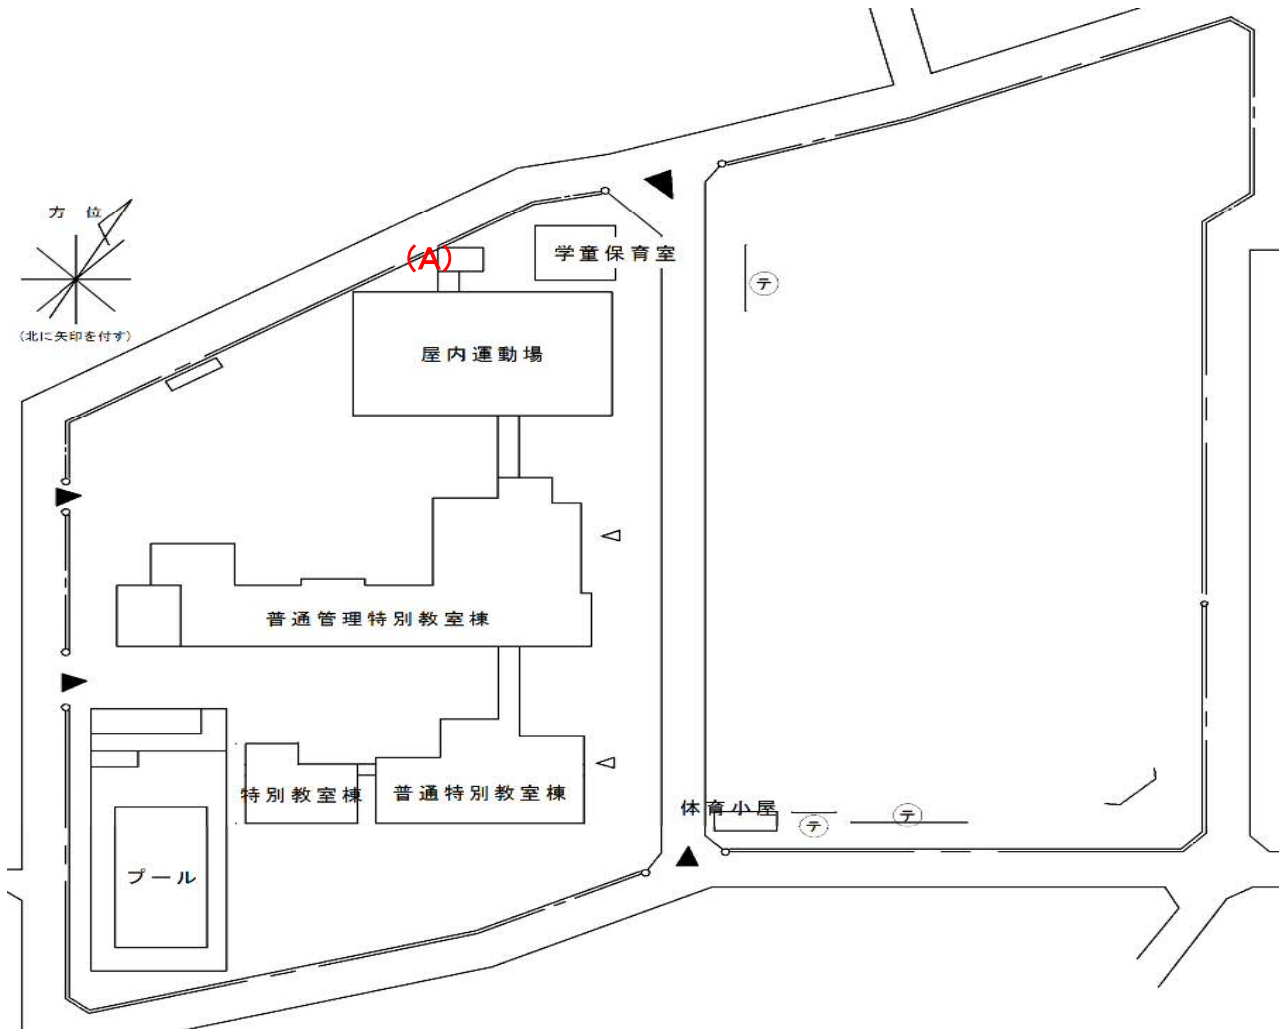 方位
(A)
学童保育室
テ
(北に矢印を付す)
屋内運動場
普通管理特別教室棟
特別教室棟
普通特別教室棟
体育小屋
テ
テ
プール